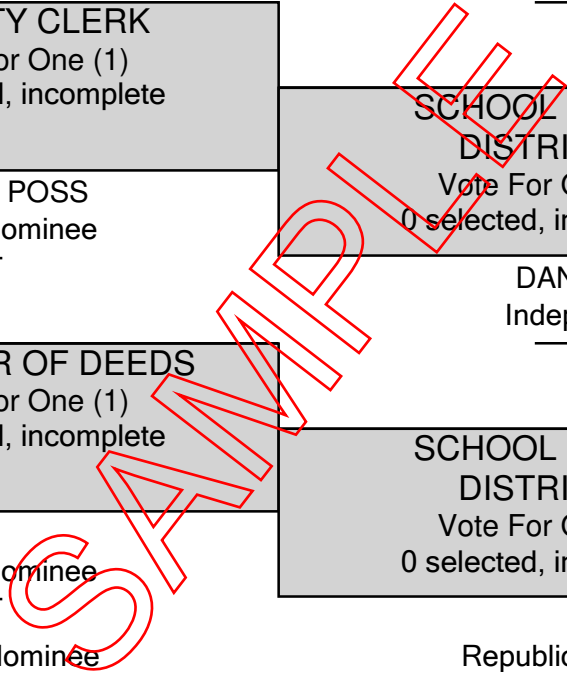 TY CLERK
or One (1)
, incomplete
POSS
ominee
R OF DEEDS
or One (1)
, incomplete
ominee
Nominee
SCHOOL
DISTRI
Vote For
0 selected, in
DAN
Indep
SCHOOL
DISTRI
Vote For
0 selected, in
Republic
SAMPLE